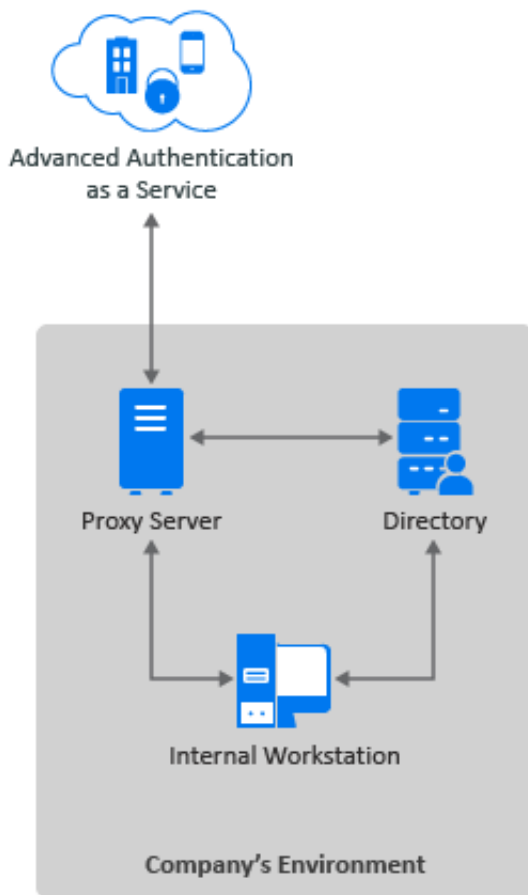 Advanced Authentication
as a Service
Proxy Server
Directory
Internal Workstation
Company's Environment